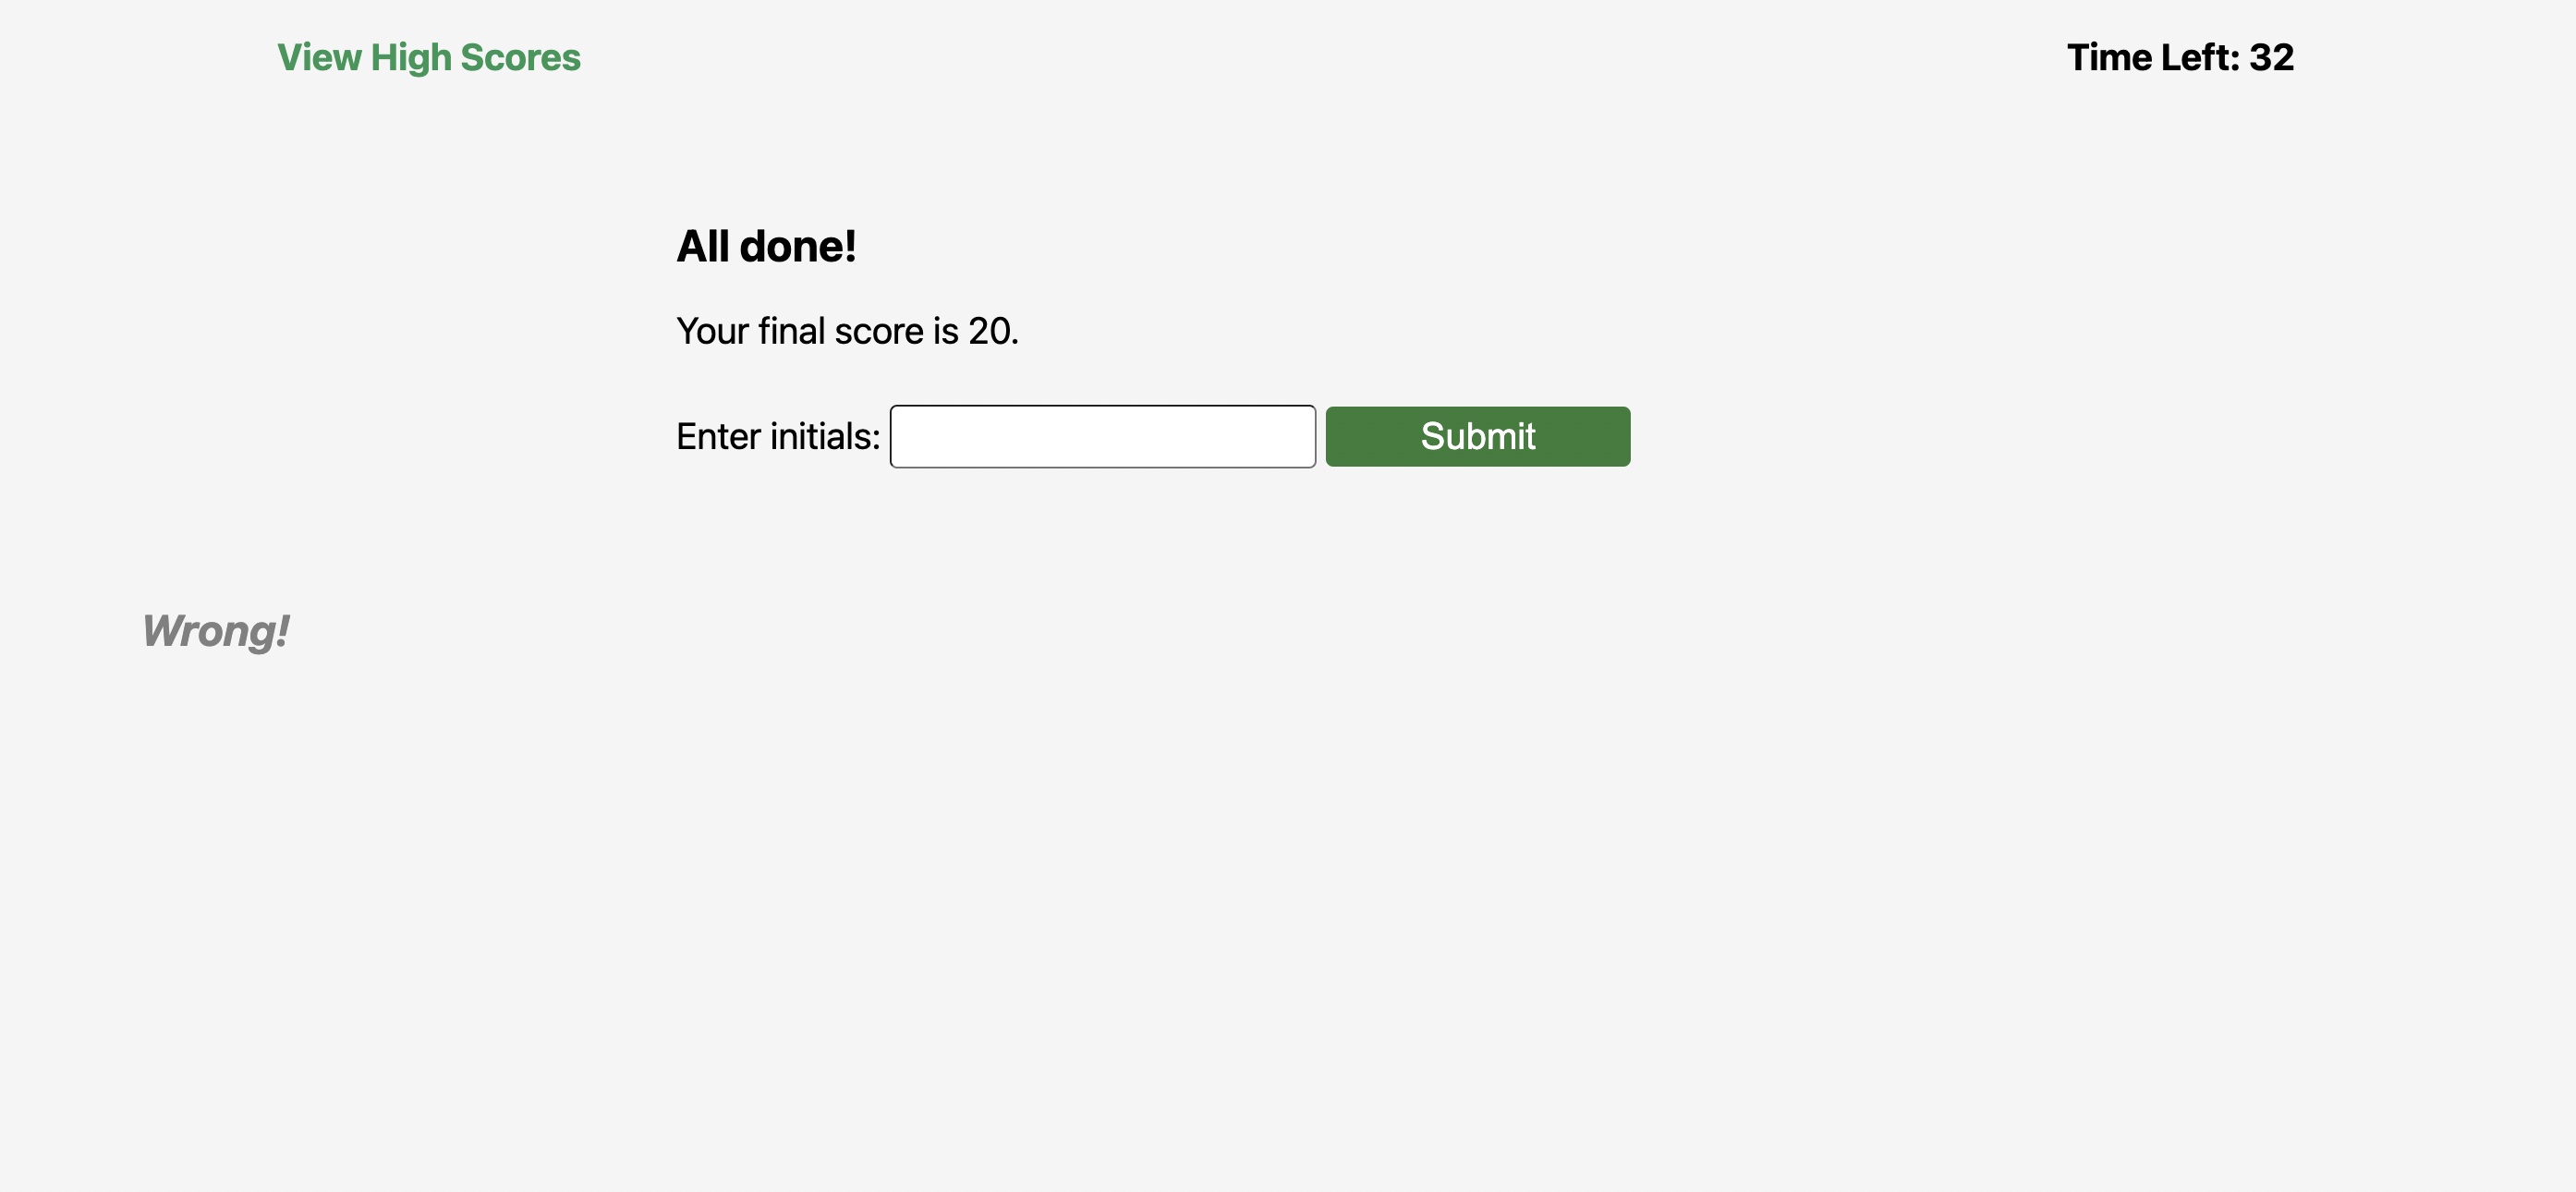 View High Scores
Time Left: 32
All done!
Your final score is 20.
Enter initials:
Submit
Wrong!